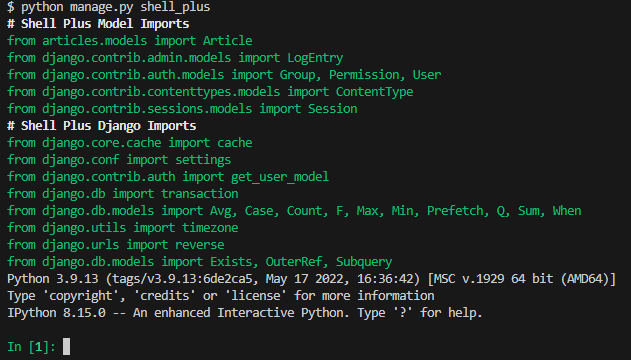 $ python manage.py shell_plus
# Shell Plus Model Imports
from articles.models import Article
from django.contrib.admin.models import LogEntry
from django.contrib.auth.models import Group, Permission, User
from django.contrib.contenttypes.models import ContentType
from django.contrib.sessions.models import Session
# Shell Plus Django Imports
from django.core.cache import cache
from django.conf import settings
from django.contrib.auth import get_user_model
from django.db import transaction
from django.db.models import Avg, Case, Count, F, Max, Min, Prefetch, Q, Sum, When
from django.utils import timezone
from django.urls import reverse
from django.db.models import Exists, OuterRef, Subquery
Python 3.9.13 (tags/v3.9.13:6de2ca5, May 17 2022, 16:36:42) [MSC v.1929 64 bit (AMD64)]
Type 'copyright', 'credits' or 'license' for more information
IPython 8.15.0 -- An enhanced Interactive Python. Type '?' for help.
In [1]: